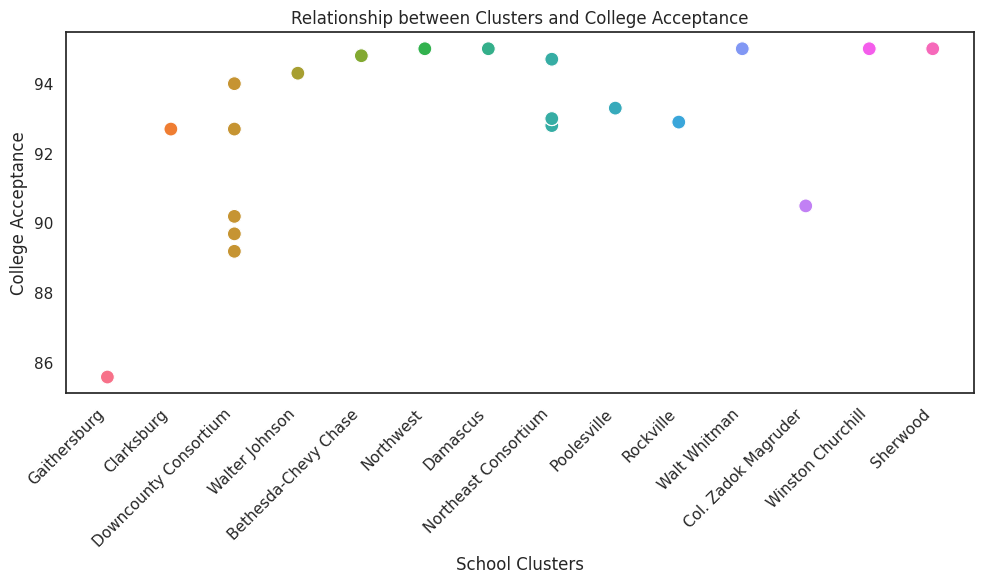 Relationship between Clusters and College Acceptance
College Acceptance
94
92
90
88
86
Gaithersburg
Clarksburg
Downcounty Consortium
Walter Johnson
Bethesda-Chevy Chase
Northwest
Damascus
Northeast Consortium
Poolesville
Rockville
Walt Whitman
Col. Zadok Magruder
Winston Churchill
Sherwood
School Clusters